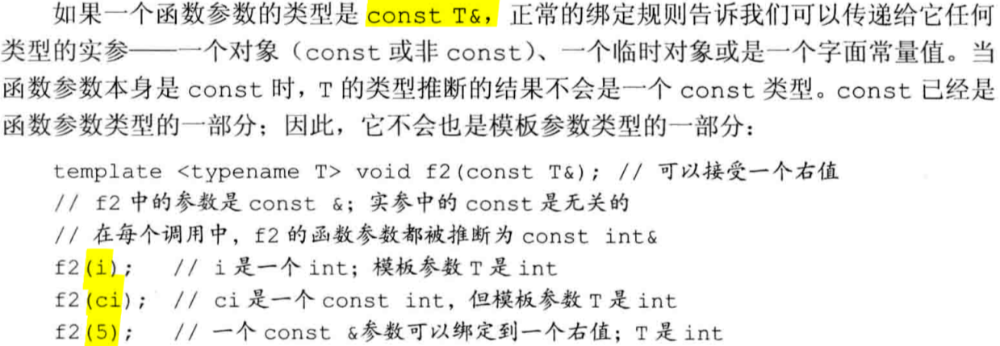 如果一个函数参数的类型是 const T&，正常的绑定规则告诉我们可以传递给它任何
类型的实参——一个对象（const 或非 const）、一个临时对象或是一个字面常量值。当
函数参数本身是 const 时，T 的类型推断的结果不会是一个 const 类型。const 已经是
函数参数类型的一部分；因此，它不会也是模板参数类型的一部分：
template <typename T> void f2(const T&); // 可以接受一个右值
// f2 中的参数是 const &；实参中的 const 是无关的
// 在每个调用中，f2 的函数参数都被推断为 const int&
f2(i); // i 是一个 int；模板参数 T 是 int
f2(ci); // ci 是一个 const int，但模板参数 T 是 int
f2(5); // 一个 const &参数可以绑定到一个右值；T 是 int